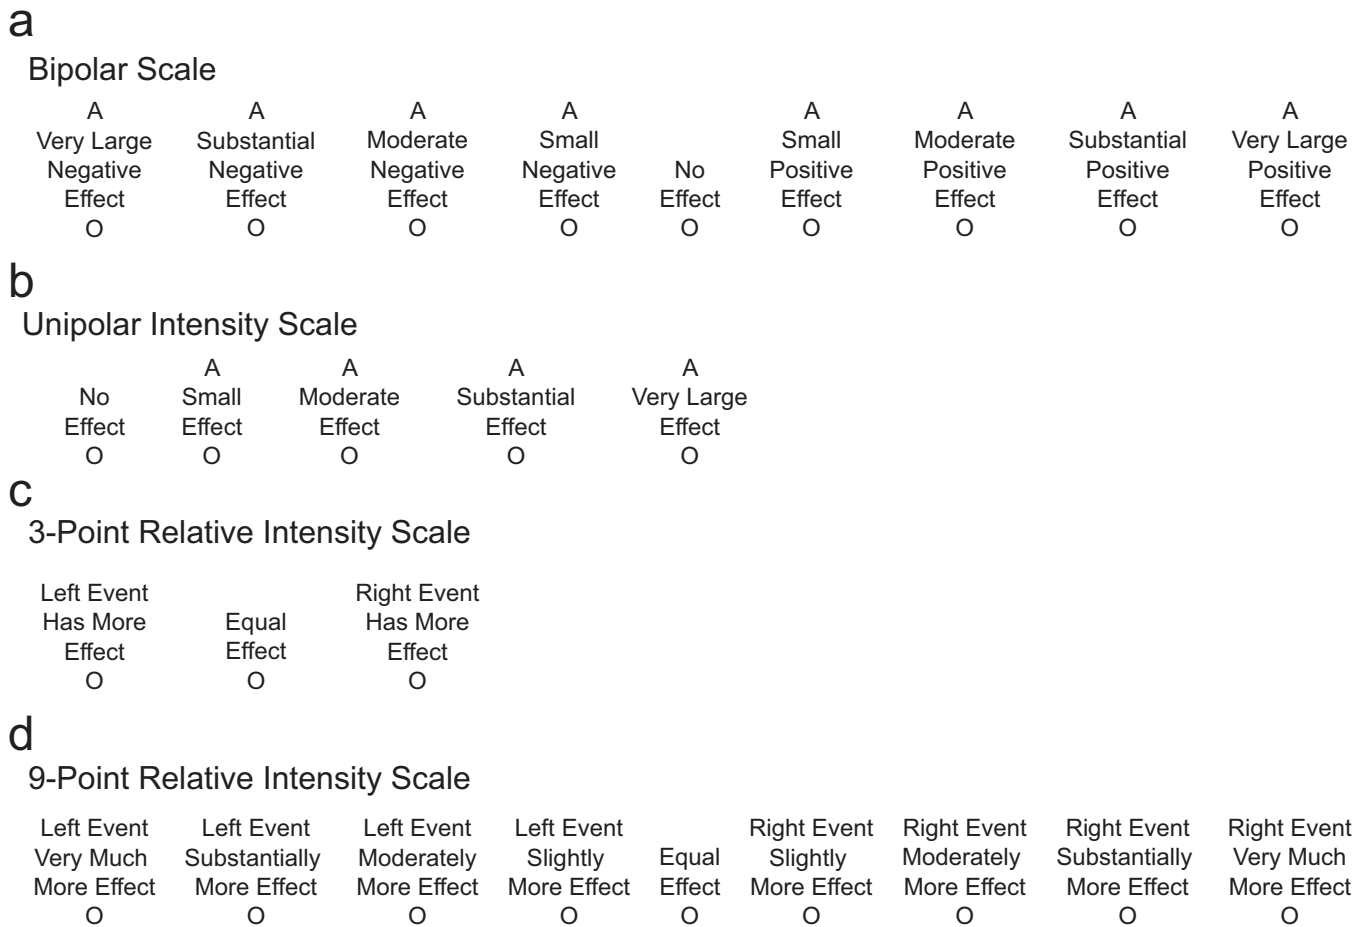 a
Bipolar Scale
A A A A A A A A
Very Large Substantial Moderate Small Small Moderate Substantial Very Large
Negative Negative Negative Negative No Positive Positive Positive Positive
Effect Effect Effect Effect Effect Effect Effect Effect Effect
O O O O O O O O O
b
Unipolar Intensity Scale
A A A A
No Small Moderate Substantial Very Large
Effect Effect Effect Effect Effect
O O O O O
c
3-Point Relative Intensity Scale
Left Event Right Event
Has More Equal Has More
Effect Effect Effect
O O O
d
9-Point Relative Intensity Scale
Left Event Left Event Left Event Left Event Right Event Right Event Right Event Right Event
Very Much Substantially Moderately Slightly Equal Slightly Moderately Substantially Very Much
More Effect More Effect More Effect More Effect Effect More Effect More Effect More Effect More Effect
O O O O O O O O O